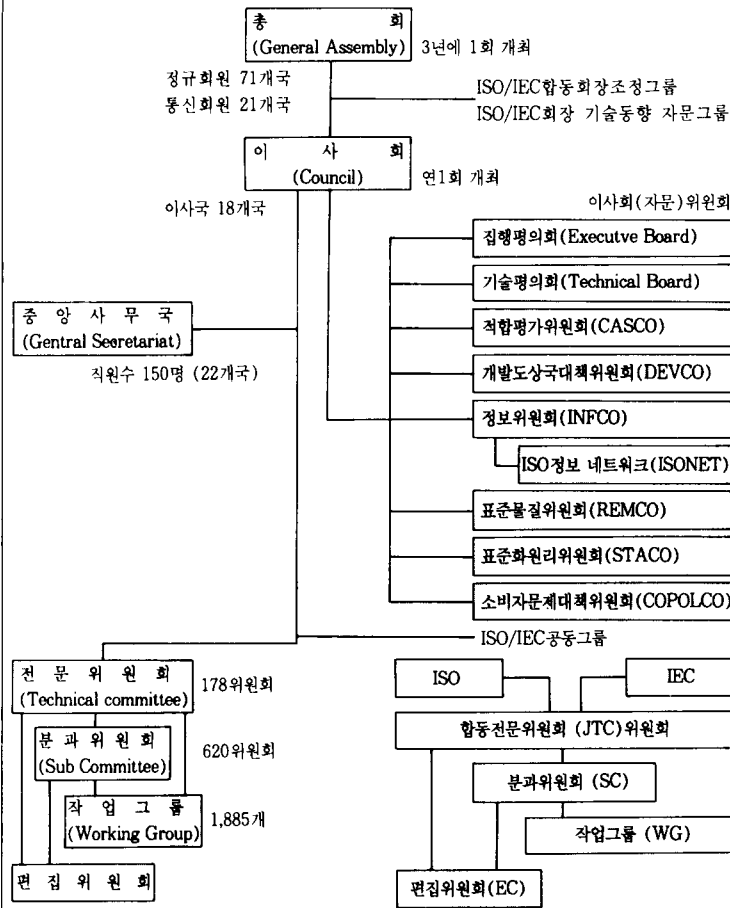 총 회
(General Assembly) 3년에 1회 개최
정규회원 71개국
통신회원 21개국
ISO/IEC합동회장조정그룹
ISO/IEC회장 기술동향 자문그룹
이 사 회
(Council) 연1회 개최
이사국 18개국
이사회(자문)위원회
집행평의회(Executve Board)
기술평의회(Technical Board)
중 앙 사 무 국
(Gentral Secretariat)
직원수 150명 (22개국)
적합평가위원회(CASCO)
개발도상국대책위원회(DEVCO)
정보위원회(INFCO)
ISO정보 네트워크(ISONET)
표준물질위원회(REMCO)
표준화원리위원회(STACO)
소비자문제대책위원회(COPOLCO)
ISO/IEC공동그룹
전 문 위 원 회
(Technical committee) 178위원회
분 과 위 원 회
(Sub Committee) 620위원회
작 업 그 룹
(Working Group) 1,885개
편 집 위 원 회
ISO
IEC
합동전문위원회 (JTC)위원회
분과위원회 (SC)
작업그룹 (WG)
편집위원회(EC)